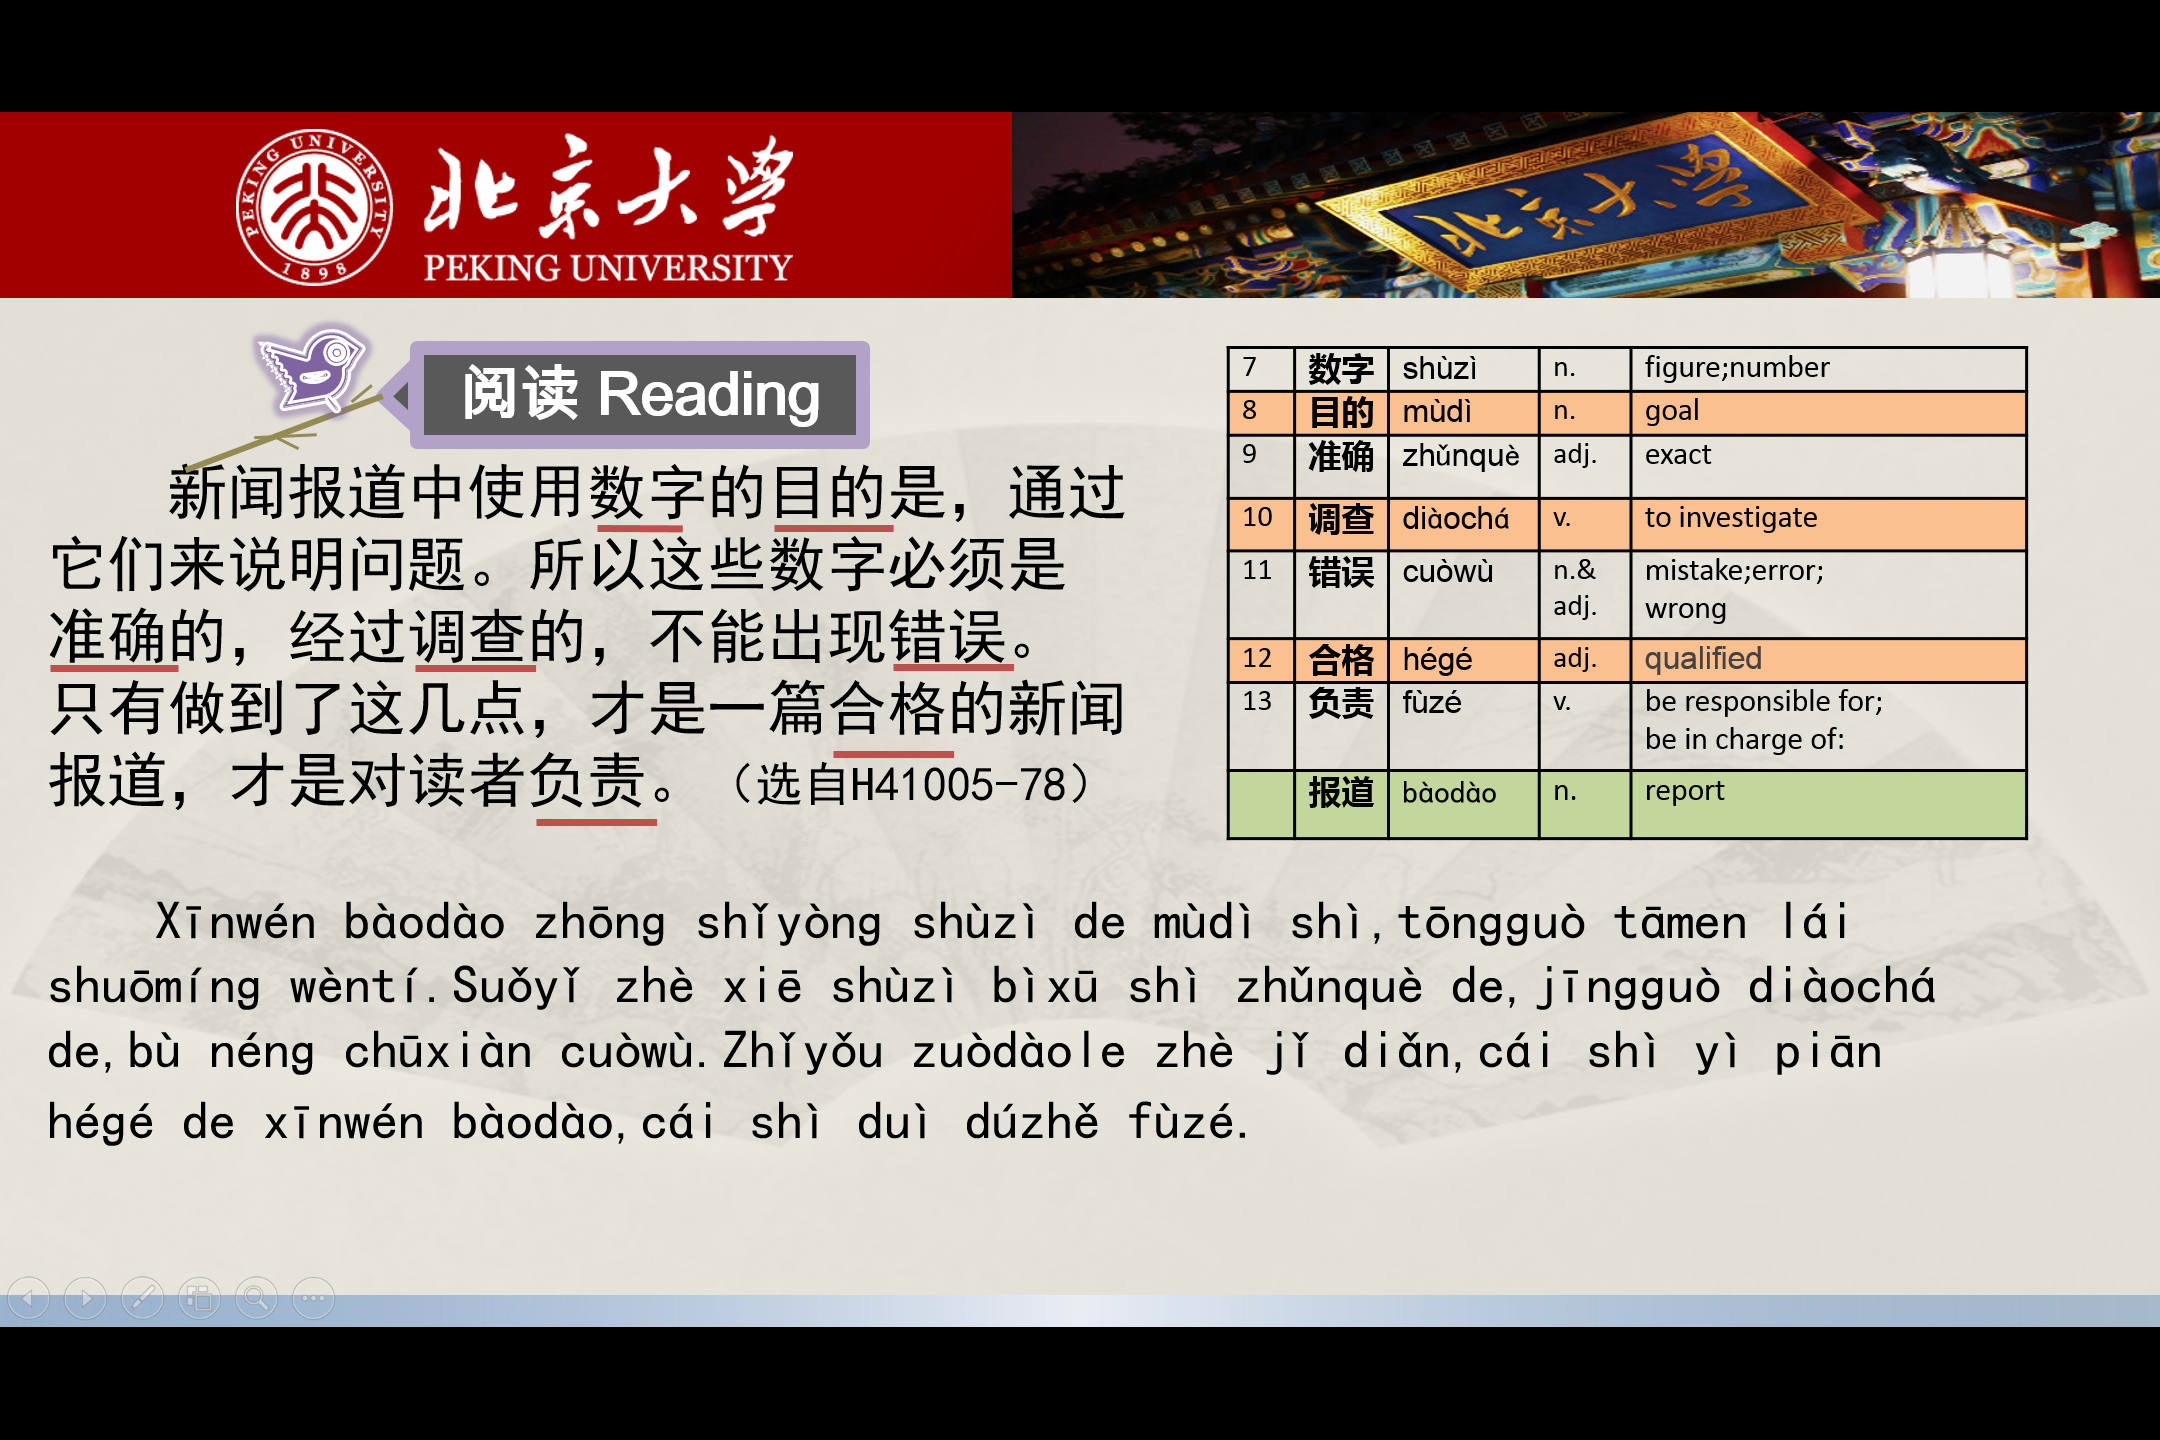 PEKING UNIVERSITY
1898
北京大学
PEKING UNIVERSITY
北京大学
阅读 Reading
新闻报道中使用数字的目的是，通过
它们来说明问题。所以这些数字必须是
准确的，经过调查的，不能出现错误。
只有做到了这几点，才是一篇合格的新闻
报道，才是对读者负责。（选自H41005-78）
7 数字 shùzì n. figure;number
8 目的 mùdì n. goal
9 准确 zhǔnquè adj. exact
10 调查 diàochá v. to investigate
11 错误 cuòwù n.& mistake;error;
adj. wrong
12 合格 hégé adj. qualified
13 负责 fùzé v. be responsible for;
be in charge of:
报道 bàodào n. report
Xīnwén bàodào zhōng shǐyòng shùzì de mùdì shì,tōngguò tāmen lái
shuōmíng wèntí.Suǒyǐ zhè xiē shùzì bìxū shì zhǔnquè de,jīngguò diàochá
de,bù néng chūxiàn cuòwù.Zhǐyǒu zuòdàole zhè jǐ diǎn,cái shì yì piān
hégé de xīnwén bàodào,cái shì duì dúzhě fùzé.